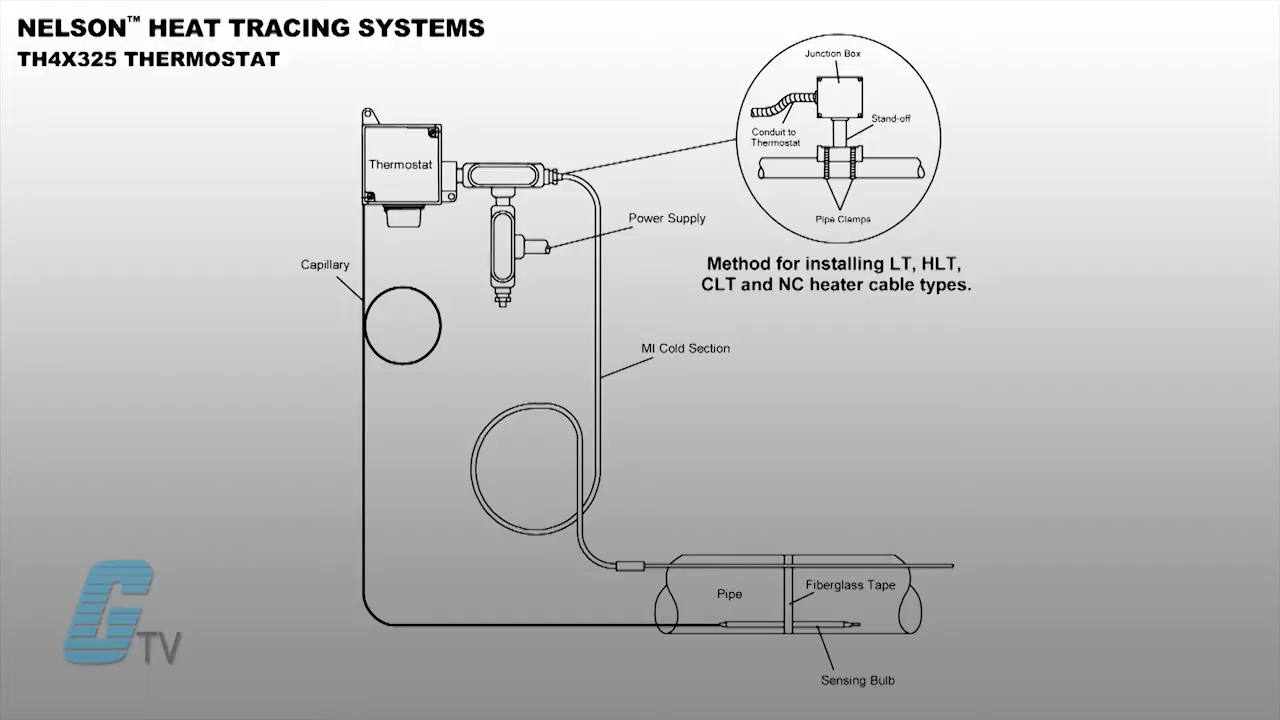 NELSON™ HEAT TRACING SYSTEMS
TH4X325 THERMOSTAT
Junction Box
Stand-off
Conduit to
Thermostat
Pipe Clamps
Method for installing LT, HLT,
CLT and NC heater cable types.
Thermostat
Power Supply
Capillary
MI Cold Section
Pipe
Fiberglass Tape
Sensing Bulb
G TV